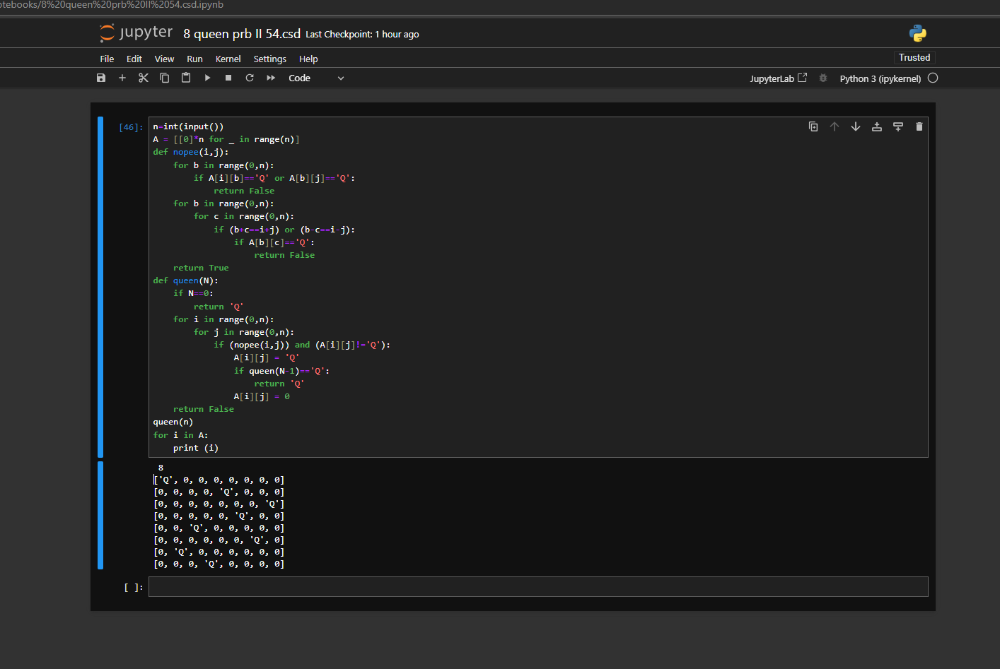 otebooks/8%20queen%20prb%20II%2054.csd.ipynb
jupyter 8 queen prb II 54.csd Last Checkpoint: 1 hour ago
File Edit View Run Kernel Settings Help Trusted
Code JupyterLab Python 3 (ipykernel)
[46]: n=int(input())
A = [[0]*n for _ in range(n)]
def nopee(i,j):
    for b in range(0,n):
        if A[i][b]=='Q' or A[b][j]=='Q':
            return False
    for b in range(0,n):
        for c in range(0,n):
            if (b+c==i+j) or (b-c==i-j):
                if A[b][c]=='Q':
                    return False
    return True
def queen(N):
    if N==0:
        return 'Q'
    for i in range(0,n):
        for j in range(0,n):
            if (nopee(i,j)) and (A[i][j]!='Q'):
                A[i][j] = 'Q'
                if queen(N-1)=='Q':
                    return 'Q'
                A[i][j] = 0
    return False
queen(n)
for i in A:
    print (i)
8
['Q', 0, 0, 0, 0, 0, 0, 0]
[0, 0, 0, 0, 'Q', 0, 0, 0]
[0, 0, 0, 0, 0, 0, 0, 'Q']
[0, 0, 0, 0, 0, 'Q', 0, 0]
[0, 0, 'Q', 0, 0, 0, 0, 0]
[0, 0, 0, 0, 0, 0, 'Q', 0]
[0, 'Q', 0, 0, 0, 0, 0, 0]
[0, 0, 0, 'Q', 0, 0, 0, 0]
[ ]: